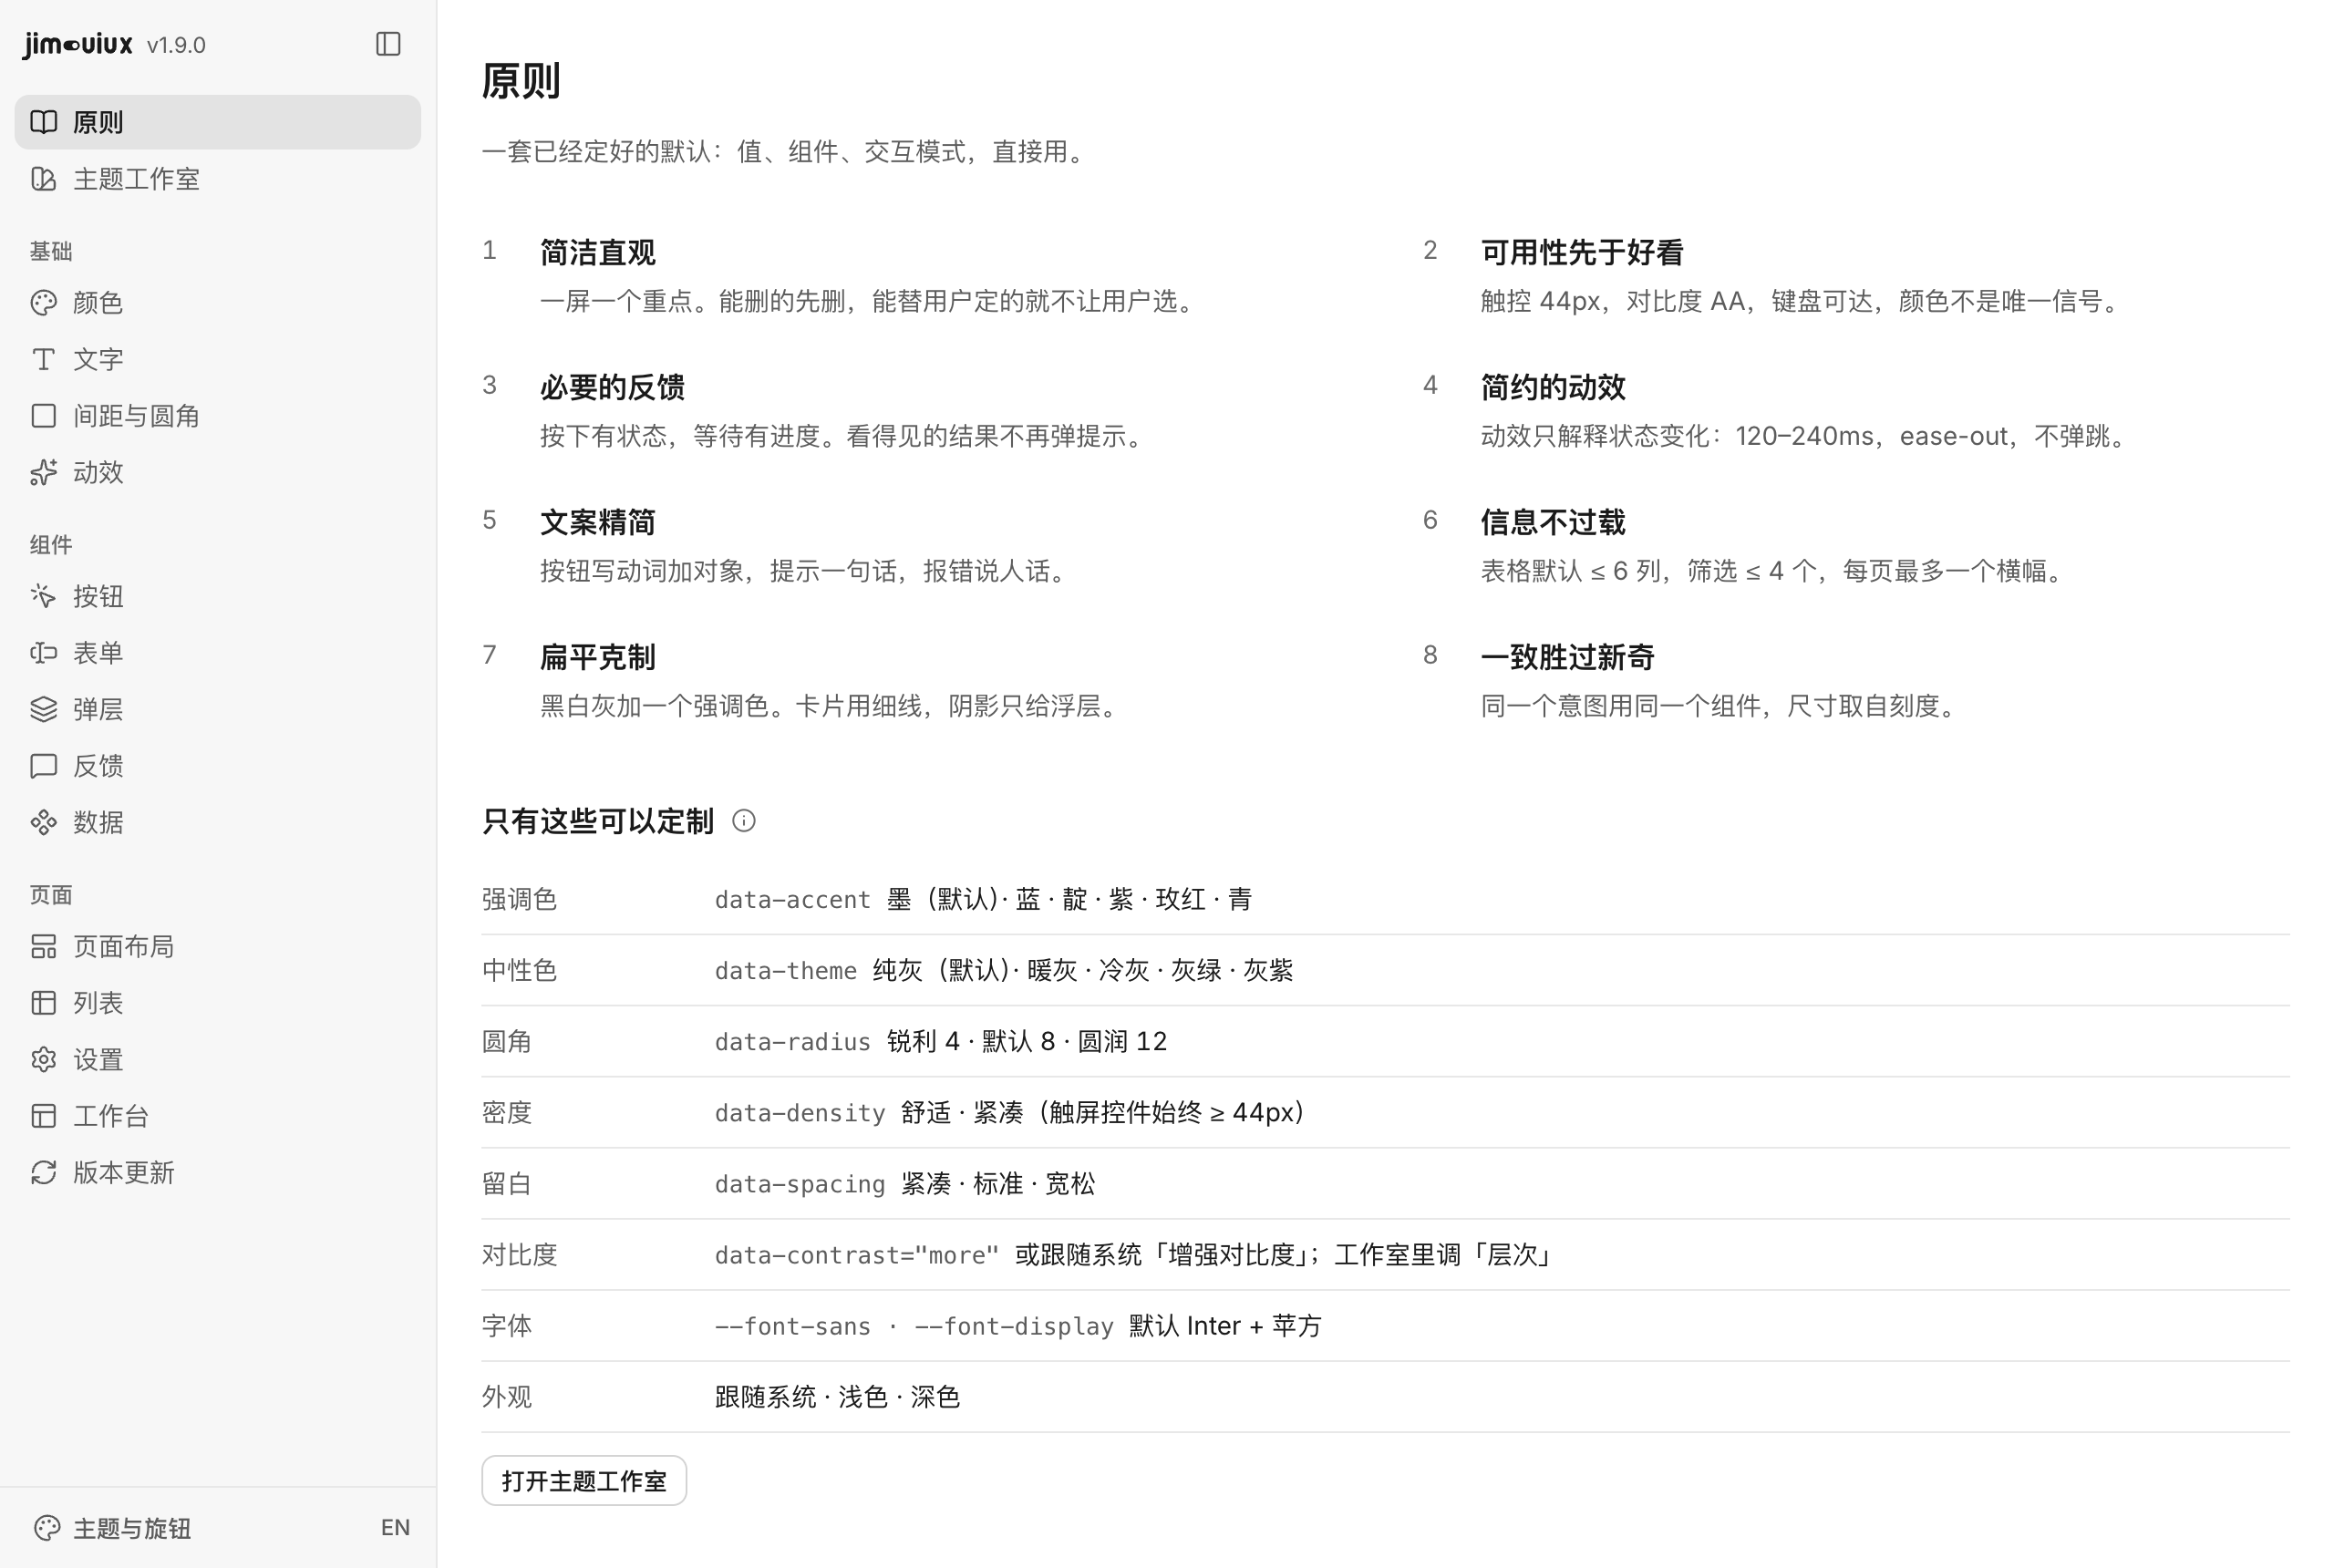 jimouiux v1.9.0
原则
主题工作室
基础
颜色
文字
间距与圆角
动效
组件
按钮
表单
弹层
反馈
数据
页面
页面布局
列表
设置
工作台
版本更新
主题与旋钮 EN
原则
一套已经定好的默认：值、组件、交互模式，直接用。
1 简洁直观
一屏一个重点。能删的先删，能替用户定的就不让用户选。
2 可用性先于好看
触控 44px，对比度 AA，键盘可达，颜色不是唯一信号。
3 必要的反馈
按下有状态，等待有进度。看得见的结果不再弹提示。
4 简约的动效
动效只解释状态变化：120–240ms，ease-out，不弹跳。
5 文案精简
按钮写动词加对象，提示一句话，报错说人话。
6 信息不过载
表格默认 ≤ 6 列，筛选 ≤ 4 个，每页最多一个横幅。
7 扁平克制
黑白灰加一个强调色。卡片用细线，阴影只给浮层。
8 一致胜过新奇
同一个意图用同一个组件，尺寸取自刻度。
只有这些可以定制
强调色 data-accent 墨（默认）· 蓝 · 靛 · 紫 · 玫红 · 青
中性色 data-theme 纯灰（默认）· 暖灰 · 冷灰 · 灰绿 · 灰紫
圆角 data-radius 锐利 4 · 默认 8 · 圆润 12
密度 data-density 舒适 · 紧凑（触屏控件始终 ≥ 44px）
留白 data-spacing 紧凑 · 标准 · 宽松
对比度 data-contrast="more" 或跟随系统「增强对比度」；工作室里调「层次」
字体 --font-sans · --font-display 默认 Inter + 苹方
外观 跟随系统 · 浅色 · 深色
打开主题工作室